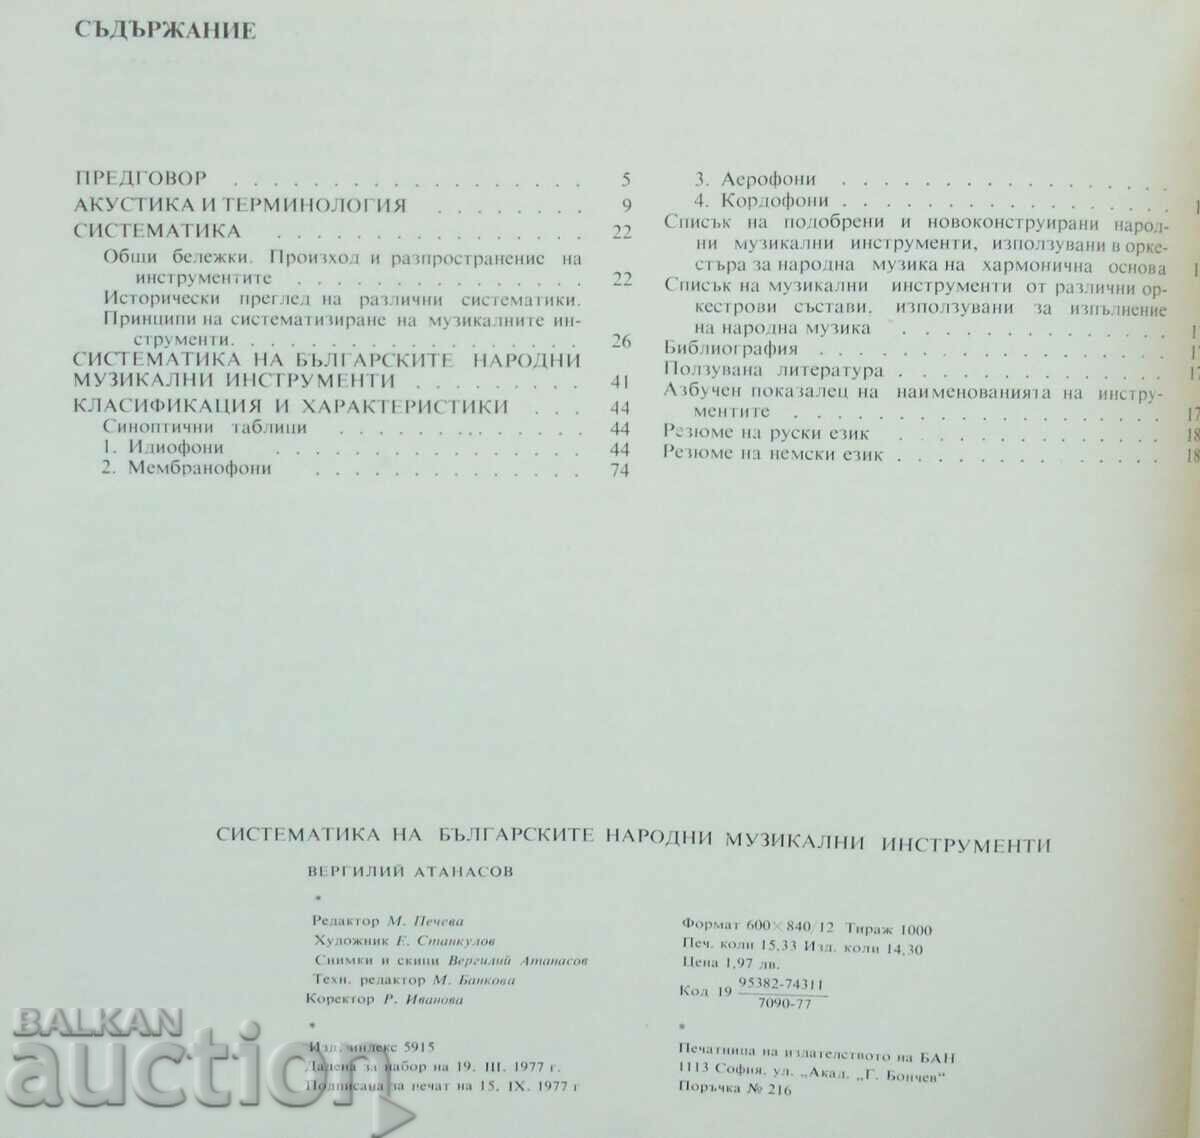 СЪДЪРЖАНИЕ
ПРЕДГОВОР . . . . . . . . . . . . . . 5
АКУСТИКА И ТЕРМИНОЛОГИЯ . . . . . . . 9
СИСТЕМАТИКА . . . . . . . . . . . . . 22
Общи бележки. Произход и разпространение на
инструментите . . . . . . . . . . . . 22
Исторически преглед на различни систематики.
Принципи на систематизиране на музикалните ин-
струменти. . . . . . . . . . . . . . . 26
СИСТЕМАТИКА НА БЪЛГАРСКИТЕ НАРОДНИ
МУЗИКАЛНИ ИНСТРУМЕНТИ . . . . . . . . 41
КЛАСИФИКАЦИЯ И ХАРАКТЕРИСТИКИ . . . 44
Синоптични таблици . . . . . . . . . . 44
1. Идиофони . . . . . . . . . . . . . 44
2. Мембранофони . . . . . . . . . . . 74
3. Аерофони . . . . . . . . . . . . .
4. Кордофони . . . . . . . . . . . . 1
Списък на подобрени и новоконструирани народ-
ни музикални инструменти, използувани в орке-
стъра за народна музика на хармонична основа 1
Списък на музикални инструменти от различни ор-
кестрови състави, използувани за изпълнение
на народна музика . . . . . . . . . . 1
Библиография . . . . . . . . . . . . . 17
Ползувана литература . . . . . . . . . 17
Азбучен показалец на наименованията на инстру-
ментите . . . . . . . . . . . . . . . 17
Резюме на руски език . . . . . . . . . 18
Резюме на немски език . . . . . . . . 18
СИСТЕМАТИКА НА БЪЛГАРСКИТЕ НАРОДНИ МУЗИКАЛНИ ИНСТРУМЕНТИ
ВЕРГИЛИЙ АТАНАСОВ
*
Редактор М. Печева
Художник Е. Станкулов
Снимки и скици Вергилий Атанасов
Техн. редактор М. Банкова
Коректор Р. Иванова
*
Изд. индекс 5915
Дадена за набор на 19. III. 1977 г.
Подписана за печат на 15. IX. 1977 г
Формат 600×840/12 Тираж 1000
Печ. коли 15,33 Изд. коли 14,30
Цена 1,97 лв.
Код 19 95382-74311
7090-77
*
Печатница на издателството на БАН
1113 София, ул. „Акад. „Г. Бончев“
Поръчка № 216
BALKAN
auction